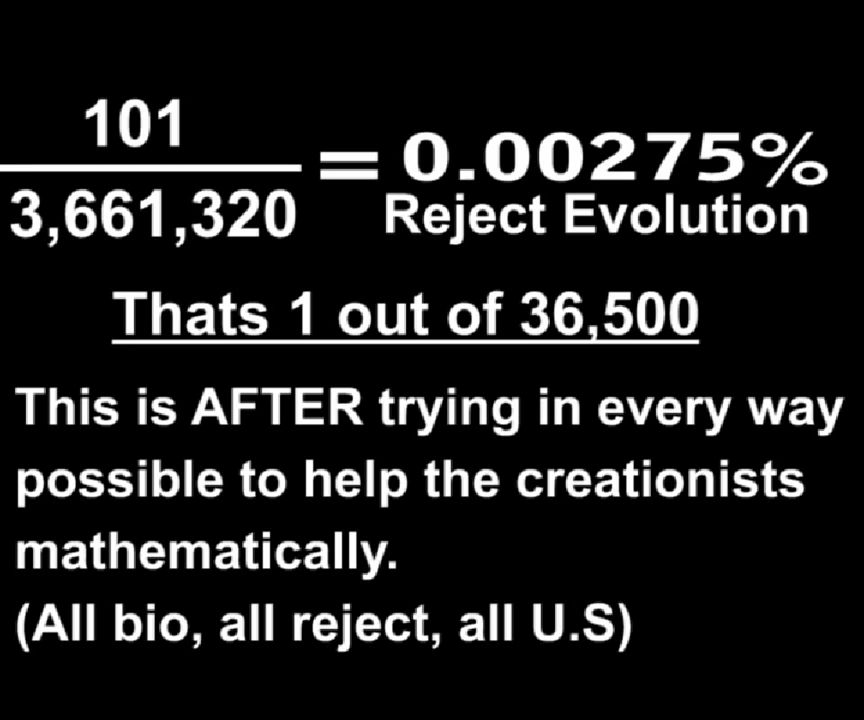 101
3,661,320
= 0.00275%
Reject Evolution
Thats 1 out of 36,500
This is AFTER trying in every way
possible to help the creationists
mathematically.
(All bio, all reject, all U.S)